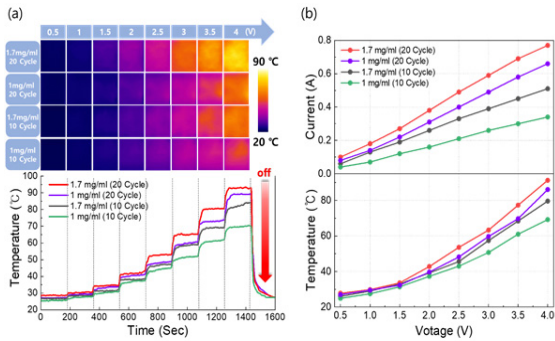 (a)
0.5 1 1.5 2 2.5 3 3.5 4 (V)
1.7mg/ml
20 Cycle
1mg/ml
20 Cycle
1.7mg/ml
10 Cycle
1mg/ml
10 Cycle
90 ℃
20 ℃
off
1.7 mg/ml (20 Cycle)
1 mg/ml (20 Cycle)
1.7 mg/ml (10 Cycle)
1 mg/ml (10 Cycle)
Temperature (℃)
100
90
80
70
60
50
40
30
20
0 200 400 600 800 1000 1200 1400 1600
Time (Sec)
(b)
1.7 mg/ml (20 Cycle)
1 mg/ml (20 Cycle)
1.7 mg/ml (10 Cycle)
1 mg/ml (10 Cycle)
Current (A)
0.8
0.6
0.4
0.2
0.0
Temperature (℃)
80
60
40
20
0.5 1.0 1.5 2.0 2.5 3.0 3.5 4.0
Votage (V)